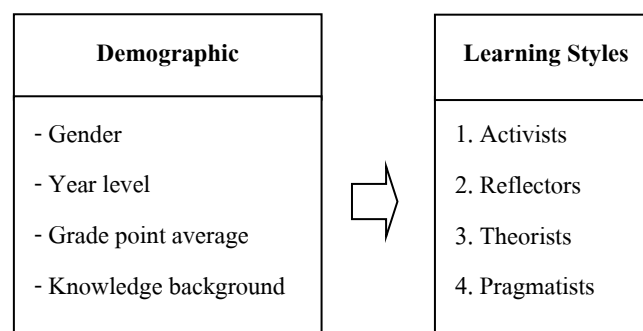 Demographic
- Gender
- Year level
- Grade point average
- Knowledge background
Learning Styles
1. Activists
2. Reflectors
3. Theorists
4. Pragmatists